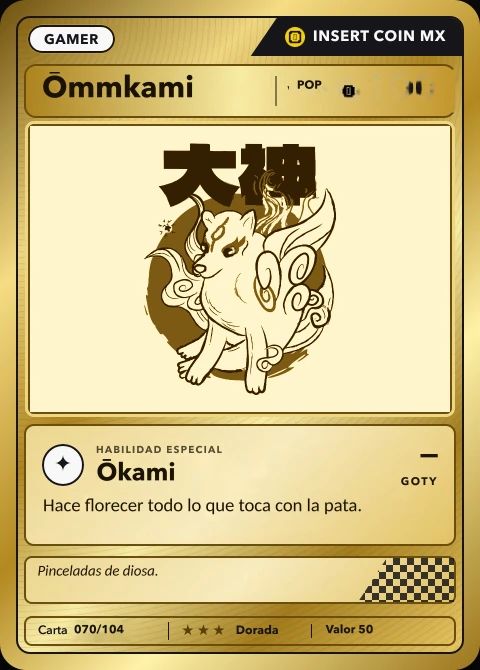 GAMER
INSERT COIN MX
Ōmmkami
POP
大神
HABILIDAD ESPECIAL
Ōkami
—
GOTY
Hace florecer todo lo que toca con la pata.
Pinceladas de diosa.
Carta 070/104
★★★ Dorada
Valor 50